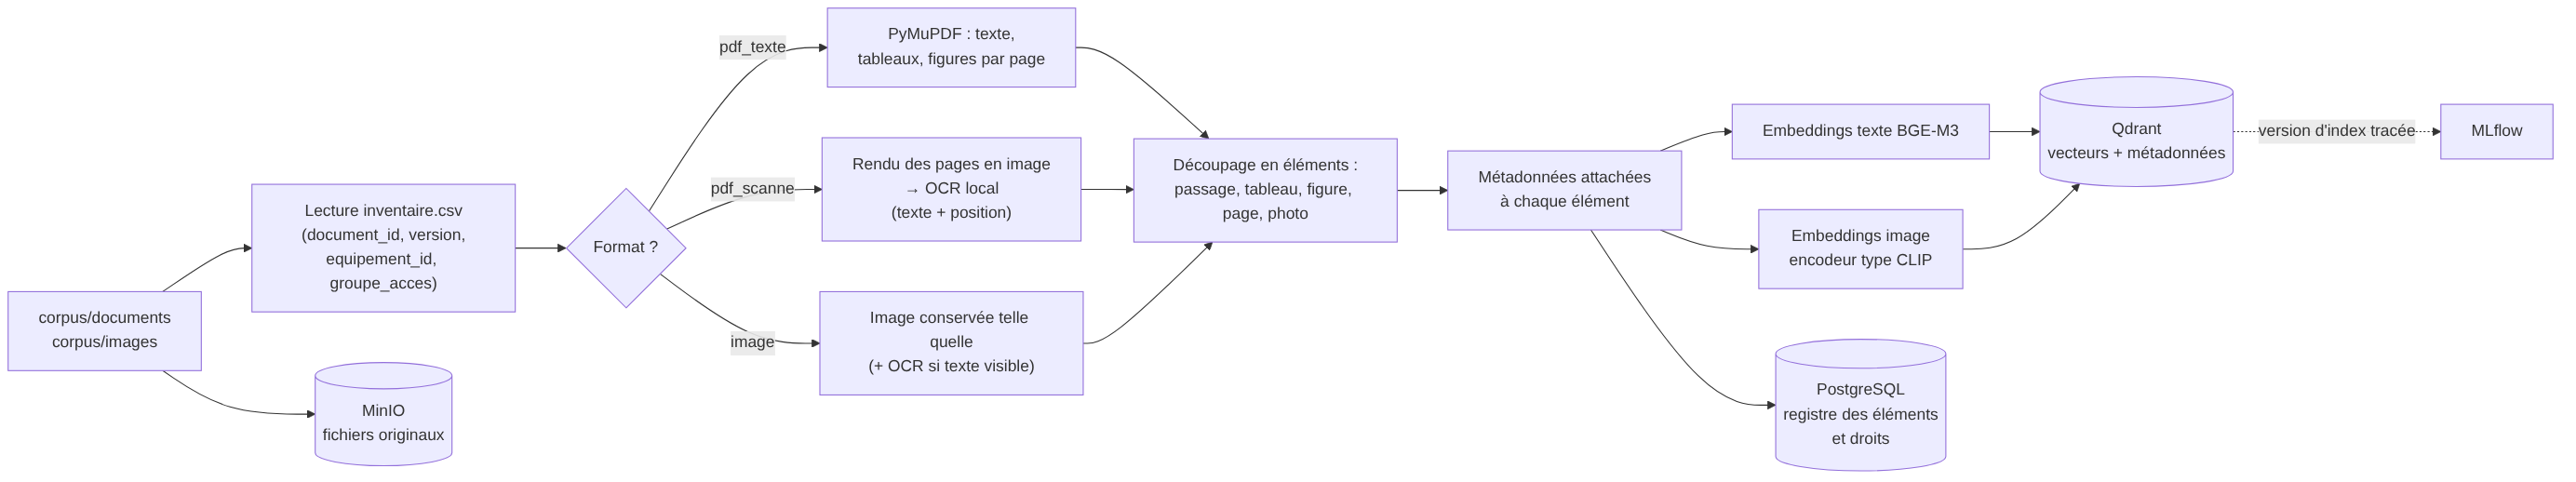 corpus/documents
corpus/images
Lecture inventaire.csv
(document_id, version,
equipement_id,
groupe_acces)
MinIO
fichiers originaux
Format ?
pdf_texte
pdf_scanne
image
PyMuPDF : texte,
tableaux, figures par page
Rendu des pages en image
→ OCR local
(texte + position)
Image conservée telle
quelle
(+ OCR si texte visible)
Découpage en éléments :
passage, tableau, figure,
page, photo
Métadonnées attachées
à chaque élément
Embeddings texte BGE-M3
Embeddings image
encodeur type CLIP
PostgreSQL
registre des éléments
et droits
Qdrant
vecteurs + métadonnées
version d'index tracée
MLflow